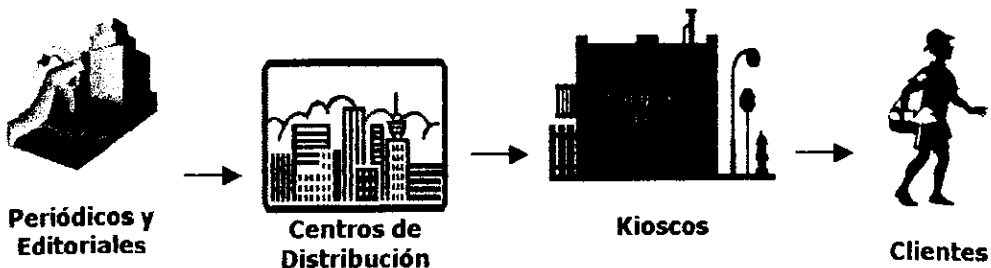 Periódicos y
Editoriales
Centros de
Distribución
Kioscos
Clientes